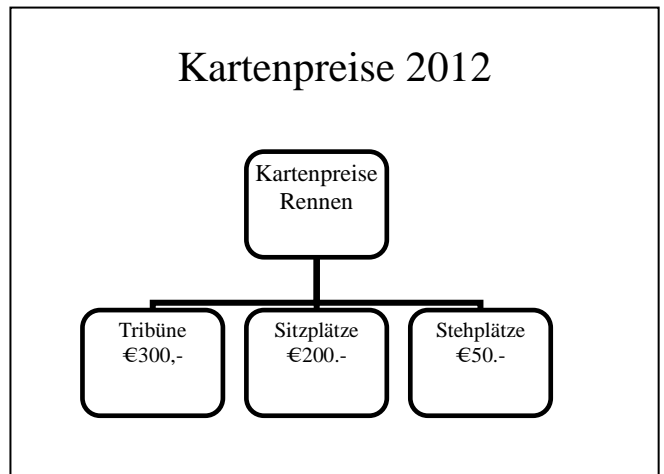 Kartenpreise 2012
Kartenpreise
Rennen
Tribüne
€300,-
Sitzplätze
€200.-
Stehplätze
€50.-